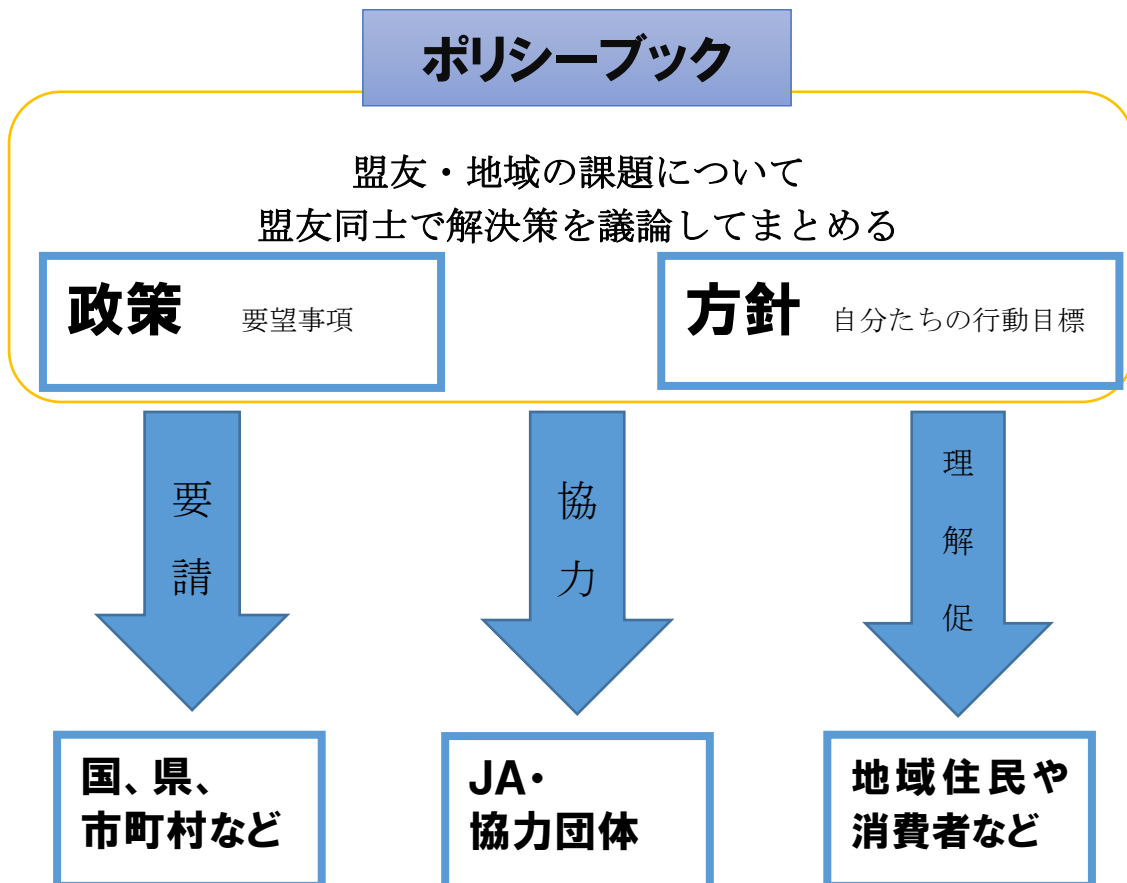 ポリシーブック
盟友・地域の課題について
盟友同士で解決策を議論してまとめる
政策 要望事項
方針 自分たちの行動目標
要請
協力
理解促
国、県、
市町村など
JA・
協力団体
地域住民や
消費者など